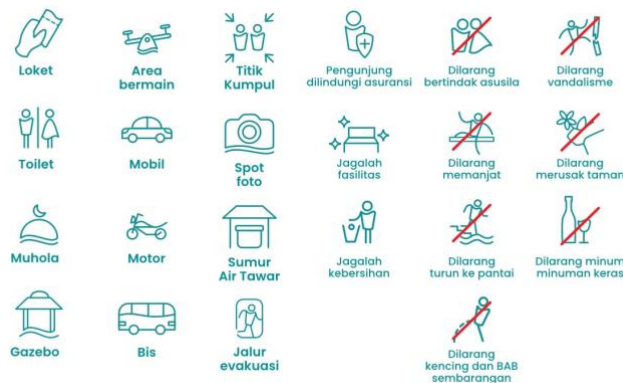 Loket
Area
bermain
Titik
Kumpul
Pengunjung
dilindungi asuransi
Dilarang
bertindak asusila
Dilarang
vandalisme
Toilet
Mobil
Spot
foto
Jagalah
fasilitas
Dilarang
memanjat
Dilarang
merusak taman
Muhola
Motor
Sumur
Air Tawar
Jagalah
kebersihan
Dilarang
turun ke pantai
Dilarang minum
minuman keras
Gazebo
Bis
Jalur
evakuasi
Dilarang
kencing dan BAB
sembarangan